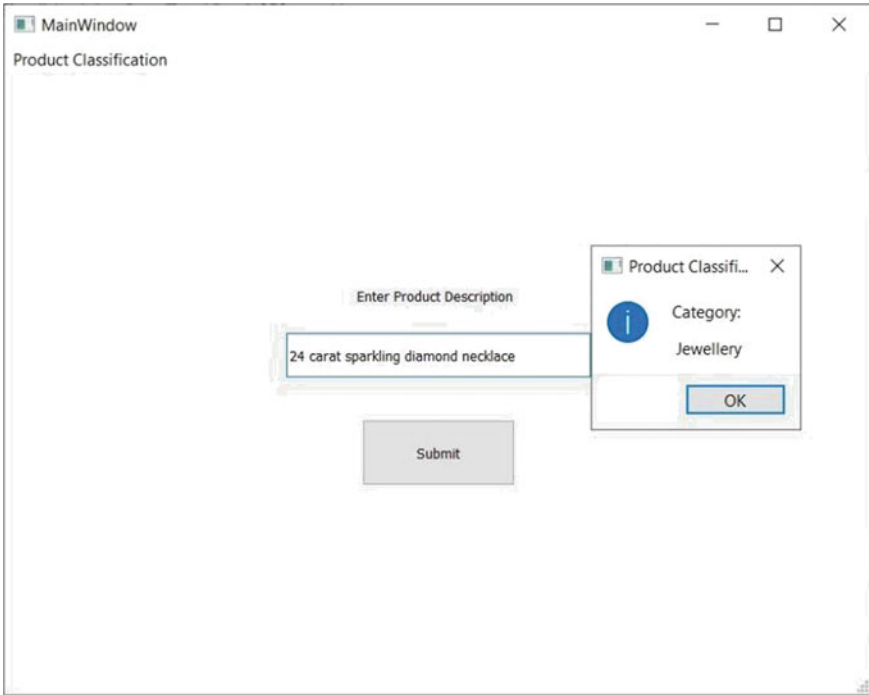 MainWindow
Product Classification
Enter Product Description
24 carat sparkling diamond necklace
Submit
Product Classifi...
Category:
Jewellery
OK